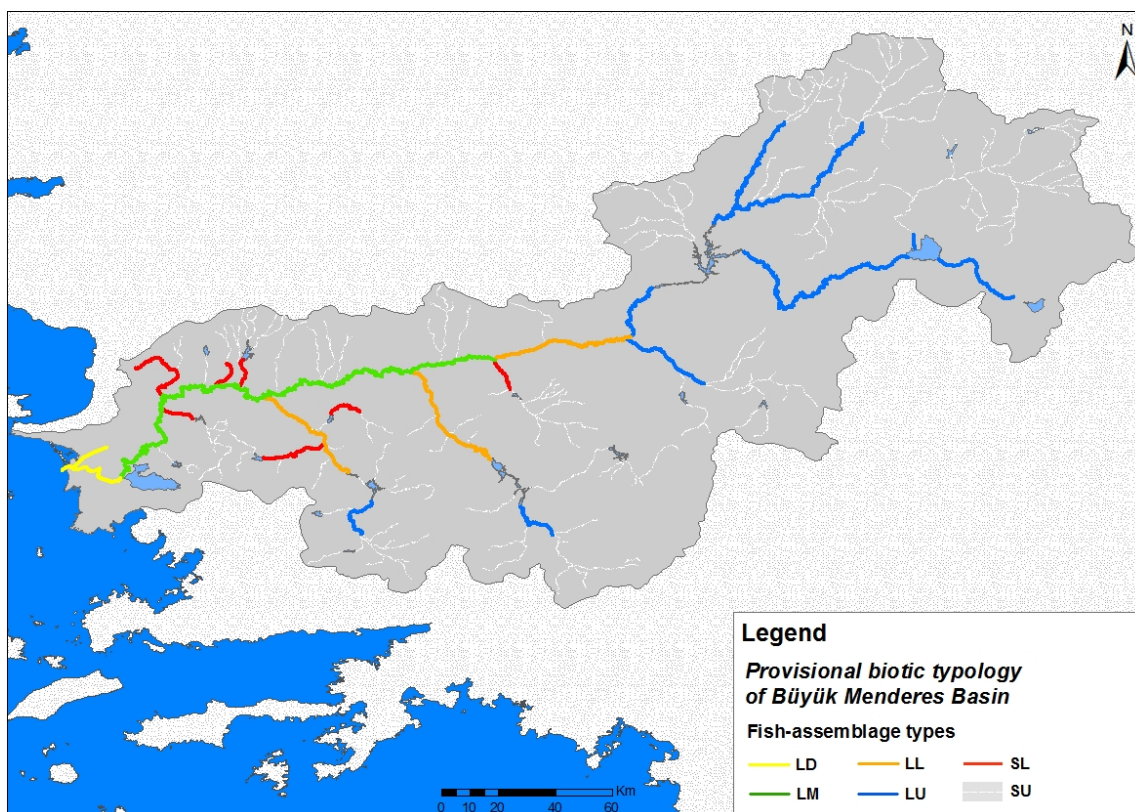 N
Legend
Provisional biotic typology
of Büyük Menderes Basin
Fish-assemblage types
LD LL SL
LM LU SU
0 10 20 40 60
Km